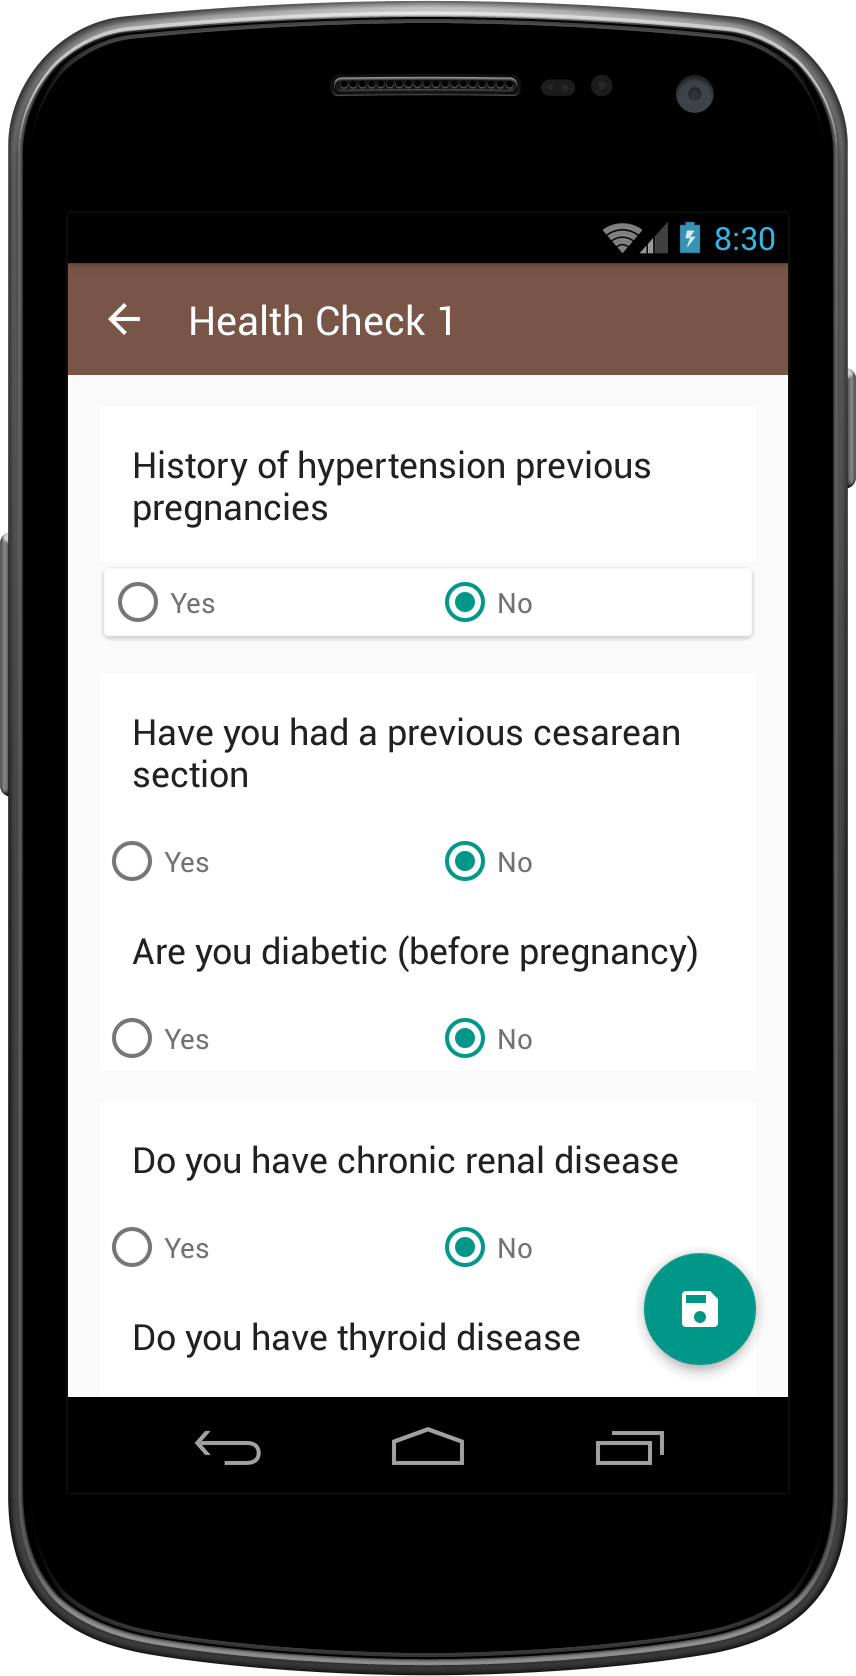 8:30
Health Check 1
History of hypertension previous
pregnancies
Yes
No
Have you had a previous cesarean
section
Yes
No
Are you diabetic (before pregnancy)
Yes
No
Do you have chronic renal disease
Yes
No
Do you have thyroid disease